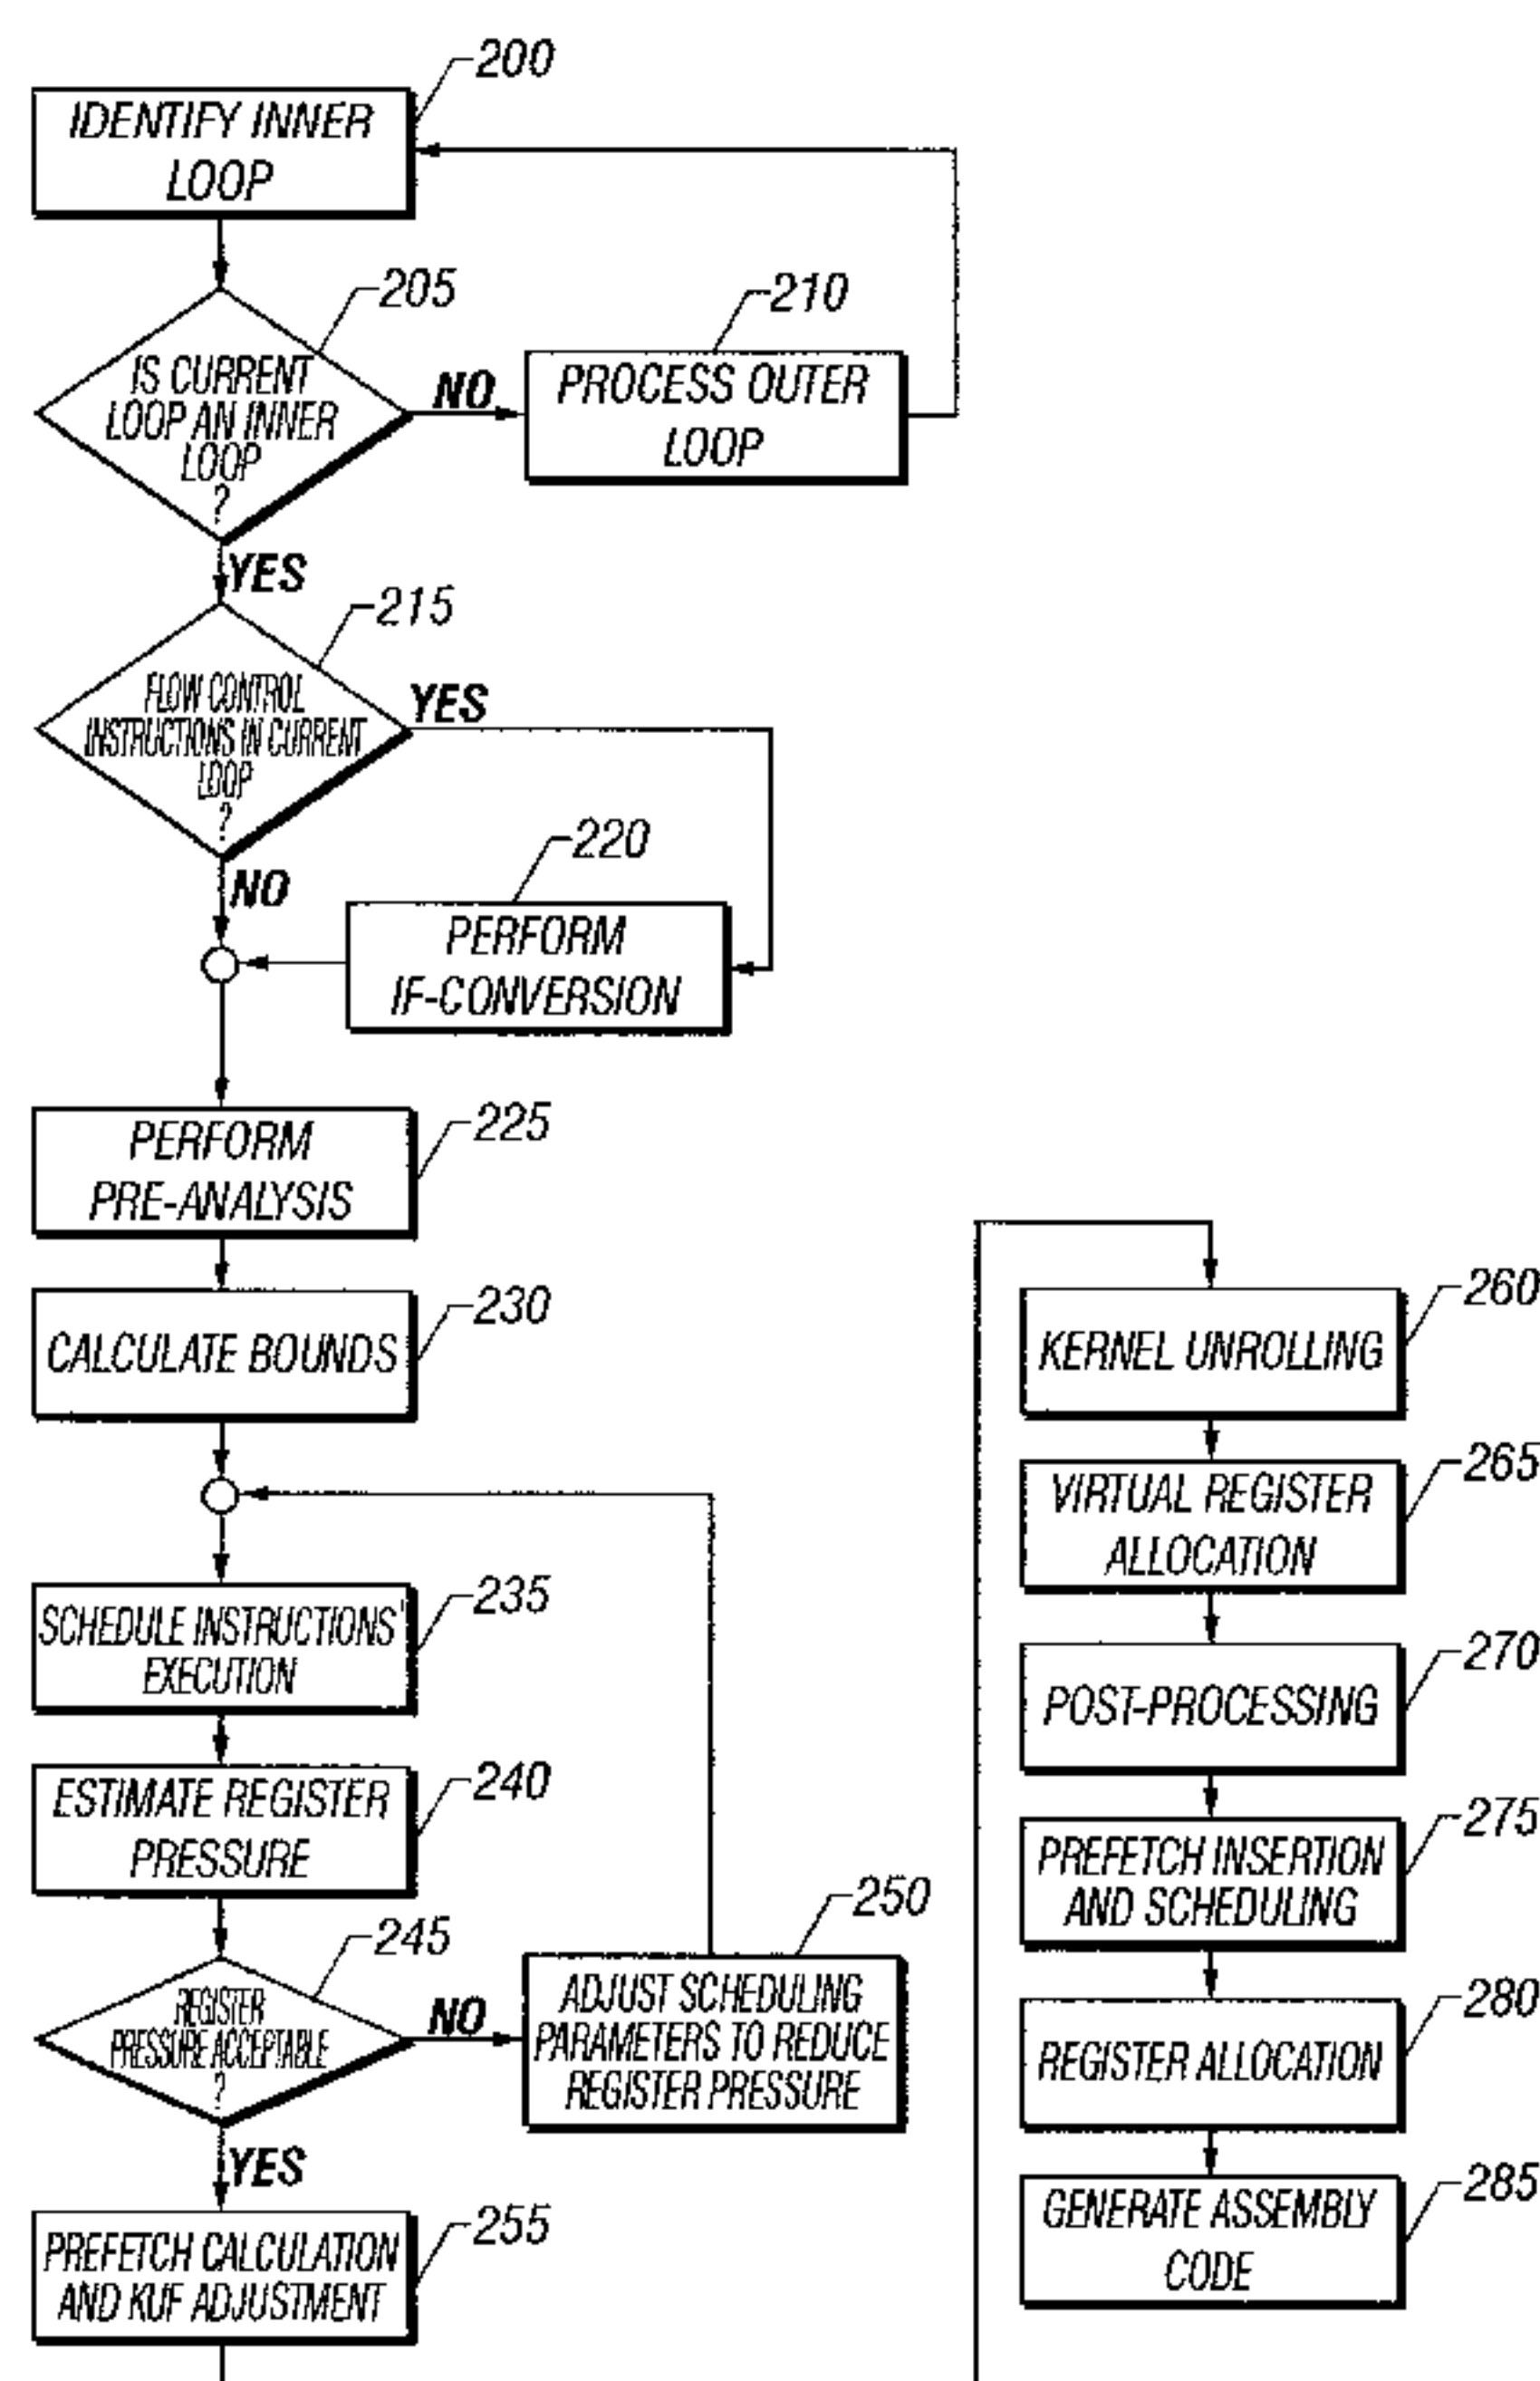 200
IDENTIFY INNER
LOOP
205
IS CURRENT
LOOP AN INNER
LOOP
?
NO
210
PROCESS OUTER
LOOP
YES
215
FLOW CONTROL
INSTRUCTIONS IN CURRENT
LOOP
?
YES
NO
220
PERFORM
IF-CONVERSION
225
PERFORM
PRE-ANALYSIS
230
CALCULATE BOUNDS
235
SCHEDULE INSTRUCTIONS'
EXECUTION
240
ESTIMATE REGISTER
PRESSURE
245
REGISTER
PRESSURE ACCEPTABLE
?
NO
250
ADJUST SCHEDULING
PARAMETERS TO REDUCE
REGISTER PRESSURE
YES
255
PREFETCH CALCULATION
AND KUF ADJUSTMENT
260
KERNEL UNROLLING
265
VIRTUAL REGISTER
ALLOCATION
270
POST-PROCESSING
275
PREFETCH INSERTION
AND SCHEDULING
280
REGISTER ALLOCATION
285
GENERATE ASSEMBLY
CODE